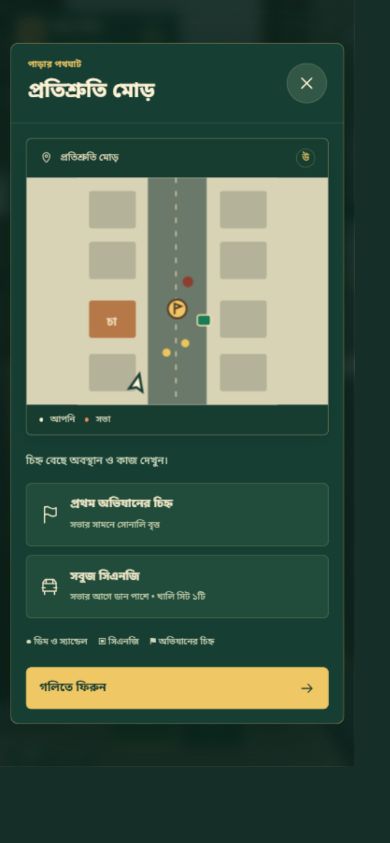 পাড়ার পথঘাট
প্রতিশ্রুতি মোড়
প্রতিশ্রুতি মোড়
উ
চা
আপনি
সভা
চিহ্ন বেছে অবস্থান ও কাজ দেখুন।
প্রথম অভিযানের চিহ্ন
সভার সামনে সোনালি বৃত্ত
সবুজ সিএনজি
সভার আগে ডান পাশে • খালি সিট ১টি
ডিম ও স্যান্ডেল সিএনজি অভিযানের চিহ্ন
গলিতে ফিরুন